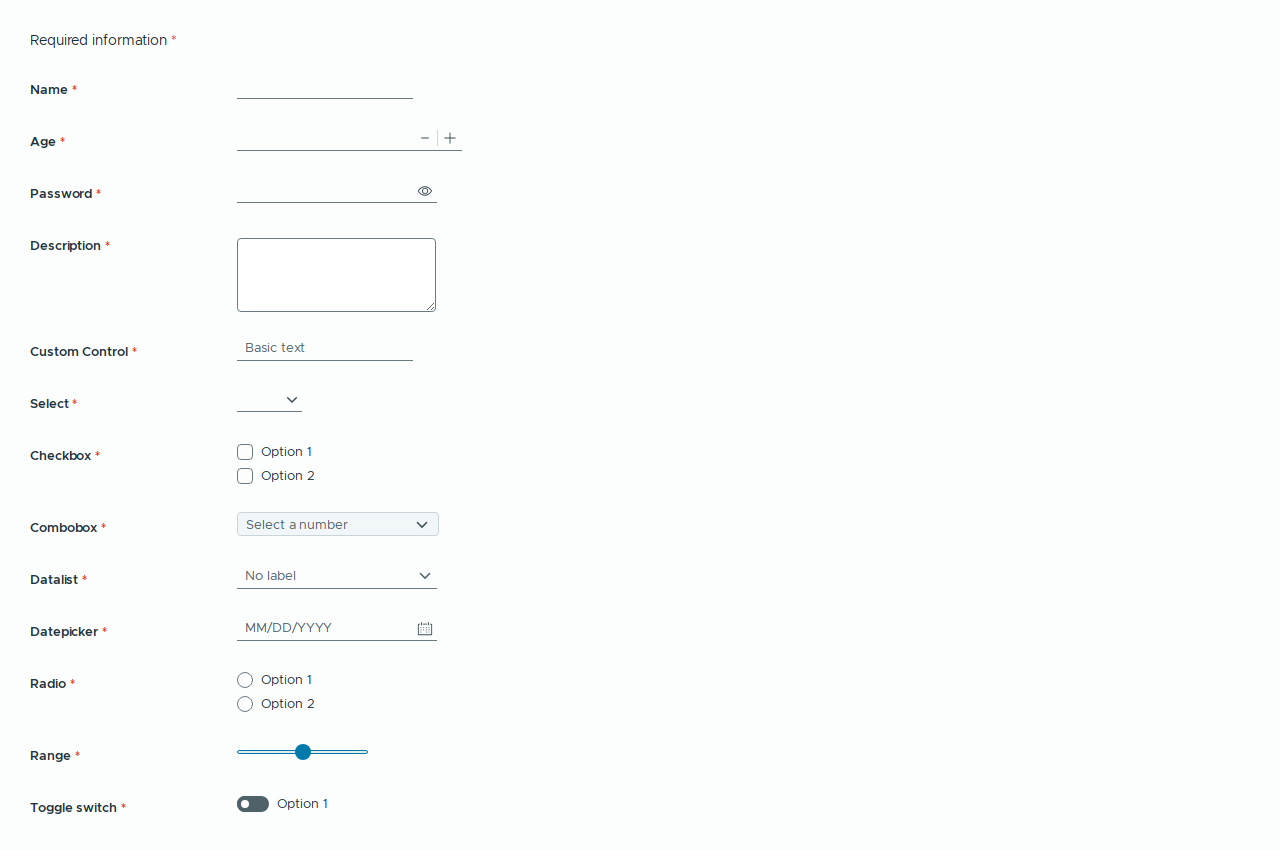 Required information *
Name *
Age *
Password *
Description *
Custom Control * Basic text
Select *
Checkbox * Option 1
Option 2
Combobox * Select a number
Datalist * No label
Datepicker * MM/DD/YYYY
Radio * Option 1
Option 2
Range *
Toggle switch * Option 1